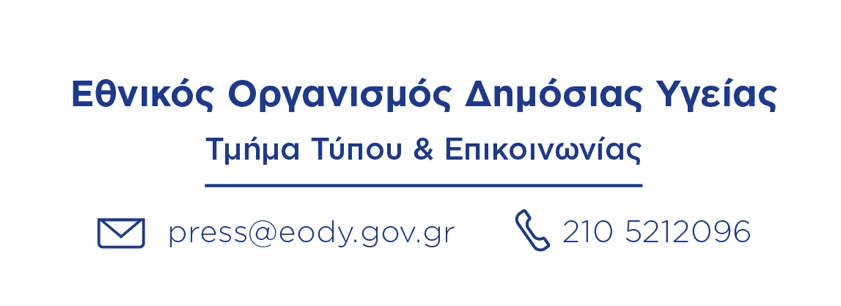 Εθνικός Οργανισμός Δημόσιας Υγείας
Τμήμα Τύπου & Επικοινωνίας
press@eody.gov.gr 210 5212096